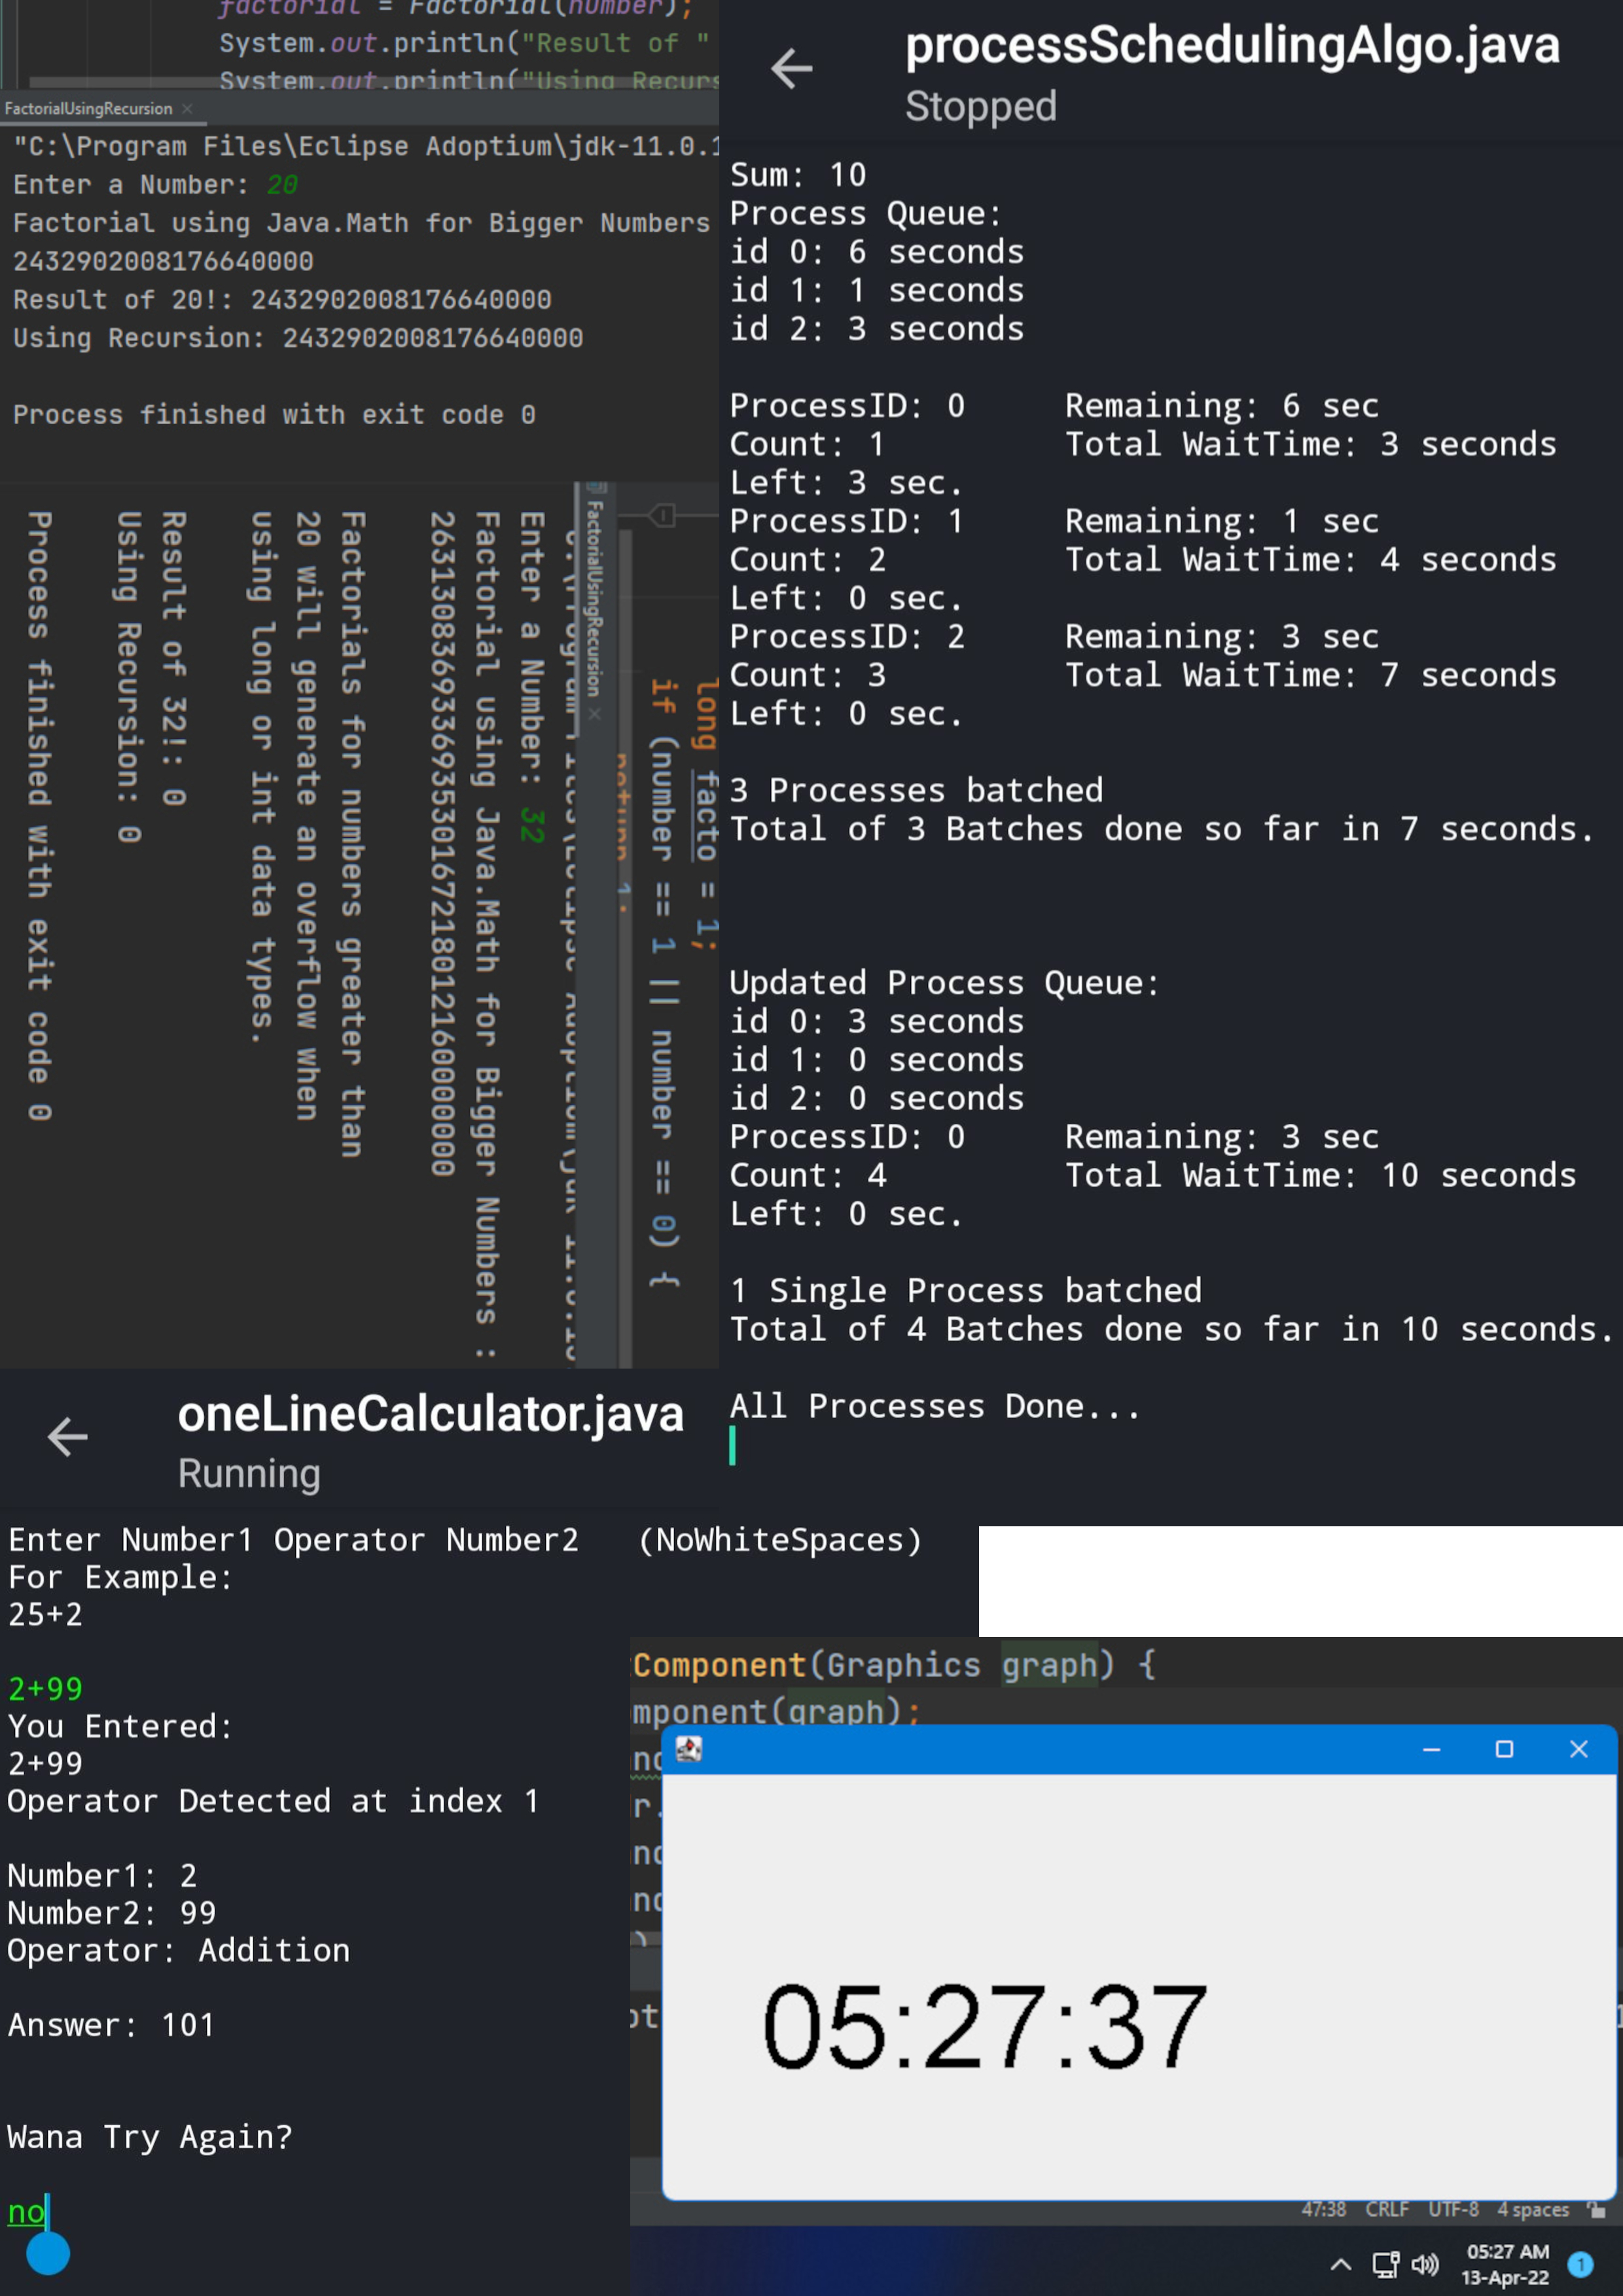 factorial = Factorial(number);
System.out.println("Result of "
System.out.println("Using Recurs
FactorialUsingRecursion
"C:\Program Files\Eclipse Adoptium\jdk-11.0.1
Enter a Number: 20
Factorial using Java.Math for Bigger Numbers
2432902008176640000
Result of 20!: 2432902008176640000
Using Recursion: 2432902008176640000
Process finished with exit code 0
long facto = 1;
if (number == 1 || number == 0) {
FactorialUsingRecursion
Enter a Number: 32
Factorial using Java.Math for Bigger Numbers :
263130836933693530167218012160000000
Factorials for numbers greater than
20 will generate an overflow when
using long or int data types.
Result of 32!: 0
Using Recursion: 0
Process finished with exit code 0
processSchedulingAlgo.java
Stopped
Sum: 10
Process Queue:
id 0: 6 seconds
id 1: 1 seconds
id 2: 3 seconds
ProcessID: 0 Remaining: 6 sec
Count: 1 Total WaitTime: 3 seconds
Left: 3 sec.
ProcessID: 1 Remaining: 1 sec
Count: 2 Total WaitTime: 4 seconds
Left: 0 sec.
ProcessID: 2 Remaining: 3 sec
Count: 3 Total WaitTime: 7 seconds
Left: 0 sec.
3 Processes batched
Total of 3 Batches done so far in 7 seconds.
Updated Process Queue:
id 0: 3 seconds
id 1: 0 seconds
id 2: 0 seconds
ProcessID: 0 Remaining: 3 sec
Count: 4 Total WaitTime: 10 seconds
Left: 0 sec.
1 Single Process batched
Total of 4 Batches done so far in 10 seconds.
All Processes Done...
oneLineCalculator.java
Running
Enter Number1 Operator Number2 (NoWhiteSpaces)
For Example:
25+2
2+99
You Entered:
2+99
Operator Detected at index 1
Number1: 2
Number2: 99
Operator: Addition
Answer: 101
Wana Try Again?
no
Component(Graphics graph) {
mponent(graph);
05:27:37
47:38 CRLF UTF-8 4 spaces
05:27 AM
13-Apr-22
1